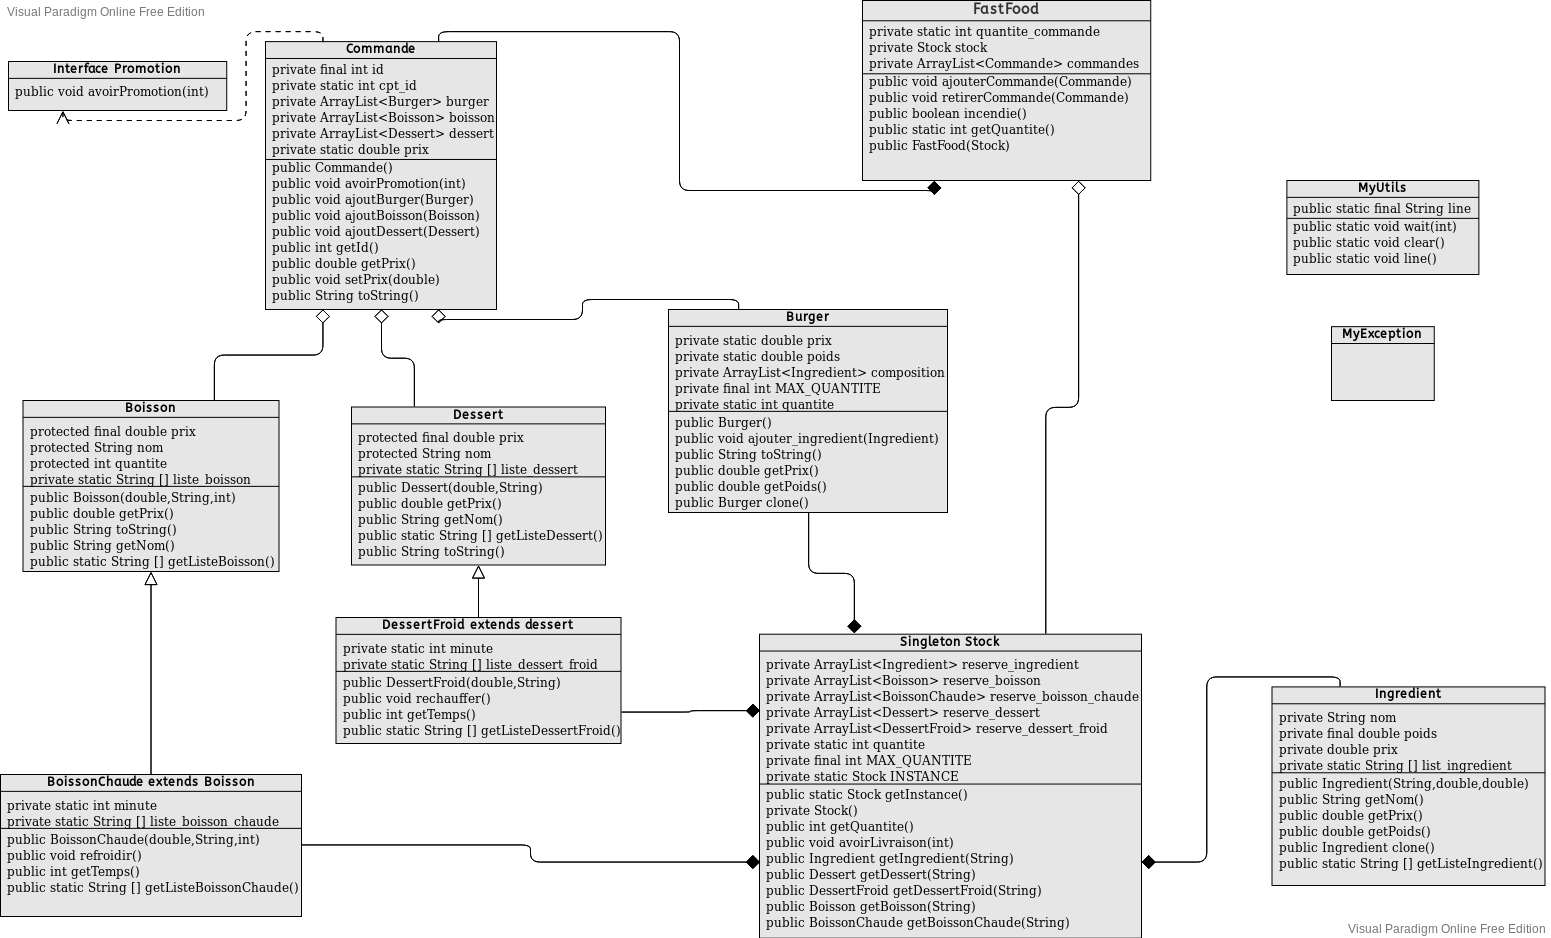 Visual Paradigm Online Free Edition
Interface Promotion
public void avoirPromotion(int)
Commande
private final int id
private static int cpt_id
private ArrayList<Burger> burger
private ArrayList<Boisson> boisson
private ArrayList<Dessert> dessert
private static double prix
public Commande()
public void avoirPromotion(int)
public void ajoutBurger(Burger)
public void ajoutBoisson(Boisson)
public void ajoutDessert(Dessert)
public int getId()
public double getPrix()
public void setPrix(double)
public String toString()
FastFood
private static int quantite_commande
private Stock stock
private ArrayList<Commande> commandes
public void ajouterCommande(Commande)
public void retirerCommande(Commande)
public boolean incendie()
public static int getQuantite()
public FastFood(Stock)
MyUtils
public static final String line
public static void wait(int)
public static void clear()
public static void line()
MyException
Burger
private static double prix
private static double poids
private ArrayList<Ingredient> composition
private final int MAX_QUANTITE
private static int quantite
public Burger()
public void ajouter_ingredient(Ingredient)
public String toString()
public double getPrix()
public double getPoids()
public Burger clone()
Boisson
protected final double prix
protected String nom
protected int quantite
private static String [] liste_boisson
public Boisson(double,String,int)
public double getPrix()
public String toString()
public String getNom()
public static String [] getListeBoisson()
Dessert
protected final double prix
protected String nom
private static String [] liste_dessert
public Dessert(double,String)
public double getPrix()
public String getNom()
public static String [] getListeDessert()
public String toString()
DessertFroid extends dessert
private static int minute
private static String [] liste_dessert_froid
public DessertFroid(double,String)
public void rechauffer()
public int getTemps()
public static String [] getListeDessertFroid()
BoissonChaude extends Boisson
private static int minute
private static String [] liste_boisson_chaude
public BoissonChaude(double,String,int)
public void refroidir()
public int getTemps()
public static String [] getListeBoissonChaude()
Singleton Stock
private ArrayList<Ingredient> reserve_ingredient
private ArrayList<Boisson> reserve_boisson
private ArrayList<BoissonChaude> reserve_boisson_chaude
private ArrayList<Dessert> reserve_dessert
private ArrayList<DessertFroid> reserve_dessert_froid
private static int quantite
private final int MAX_QUANTITE
private static Stock INSTANCE
public static Stock getInstance()
private Stock()
public int getQuantite()
public void avoirLivraison(int)
public Ingredient getIngredient(String)
public Dessert getDessert(String)
public DessertFroid getDessertFroid(String)
public Boisson getBoisson(String)
public BoissonChaude getBoissonChaude(String)
Ingredient
private String nom
private final double poids
private double prix
private static String [] list_ingredient
public Ingredient(String,double,double)
public String getNom()
public double getPrix()
public double getPoids()
public Ingredient clone()
public static String [] getListeIngredient()
Visual Paradigm Online Free Edition